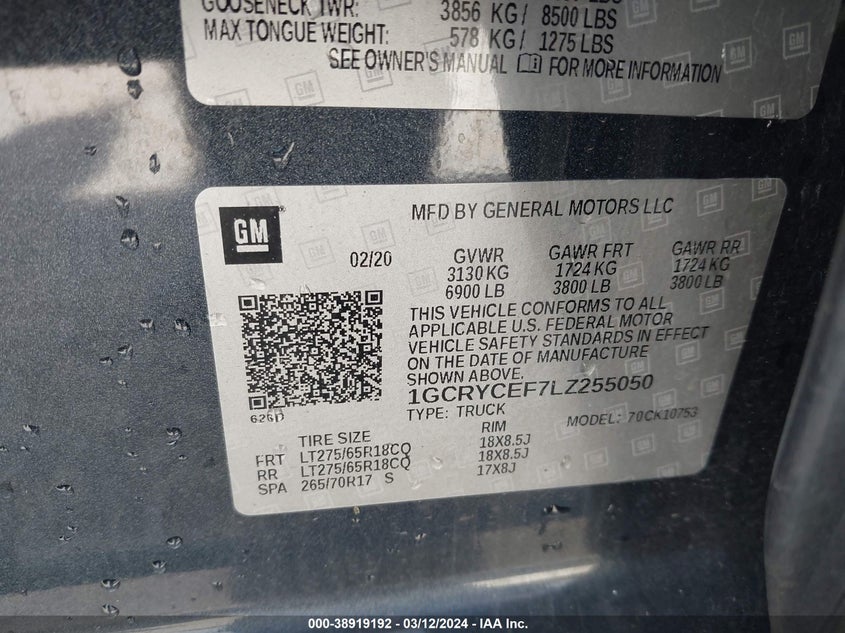 GOOSENECK TWR: 3856 KG/ 8500 LBS
MAX TONGUE WEIGHT: 578 KG/ 1275 LBS
SEE OWNER'S MANUAL FOR MORE INFORMATION
GM
MFD BY GENERAL MOTORS LLC
02/20 GVWR GAWR FRT GAWR RR
3130 KG 1724 KG 1724 KG
6900 LB 3800 LB 3800 LB
THIS VEHICLE CONFORMS TO ALL
APPLICABLE U.S. FEDERAL MOTOR
VEHICLE SAFETY STANDARDS IN EFFECT
ON THE DATE OF MANUFACTURE
SHOWN ABOVE.
1GCRYCEF7LZ255050
TYPE: TRUCK MODEL: 70CK10753
626D
TIRE SIZE RIM
FRT LT275/65R18CQ 18X8.5J
RR LT275/65R18CQ 18X8.5J
SPA 265/70R17 S 17X8J
000-38919192 - 03/12/2024 - IAA Inc.